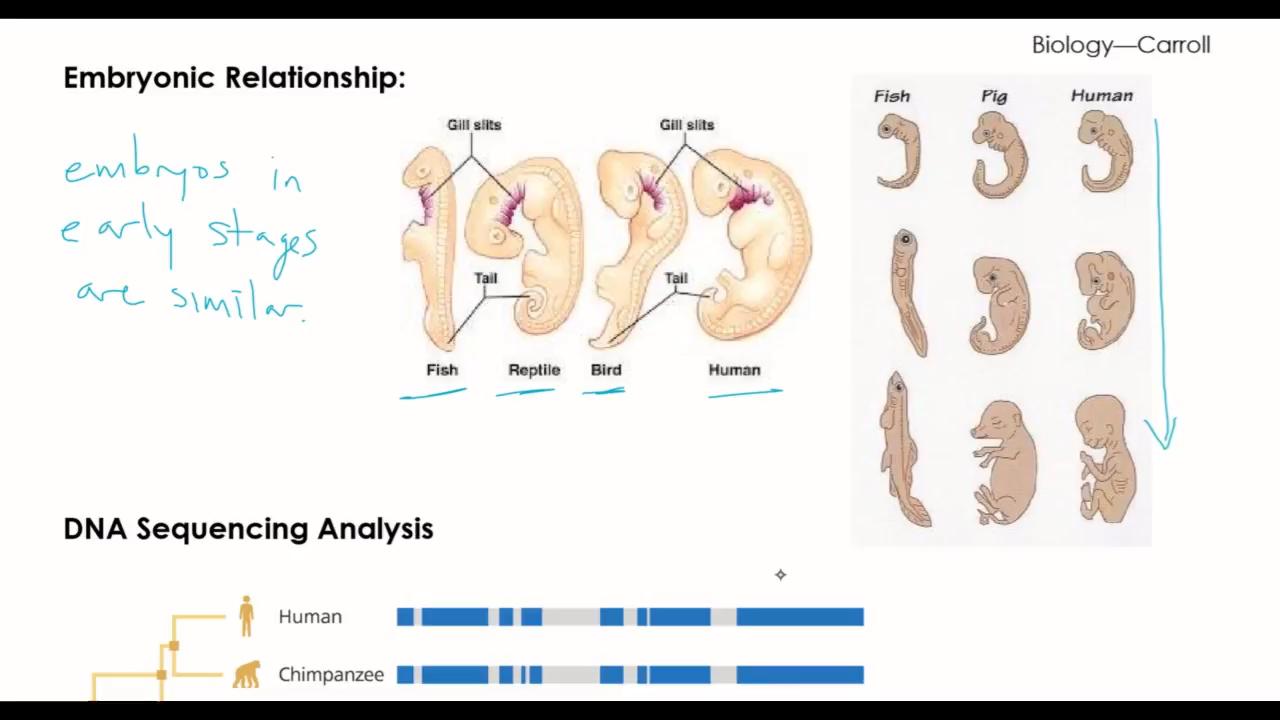 Biology—Carroll
Embryonic Relationship:
embryos in
early stages
are similar.
Gill slits
Gill slits
Tail
Tail
Fish
Reptile
Bird
Human
Fish
Pig
Human
DNA Sequencing Analysis
Human
Chimpanzee